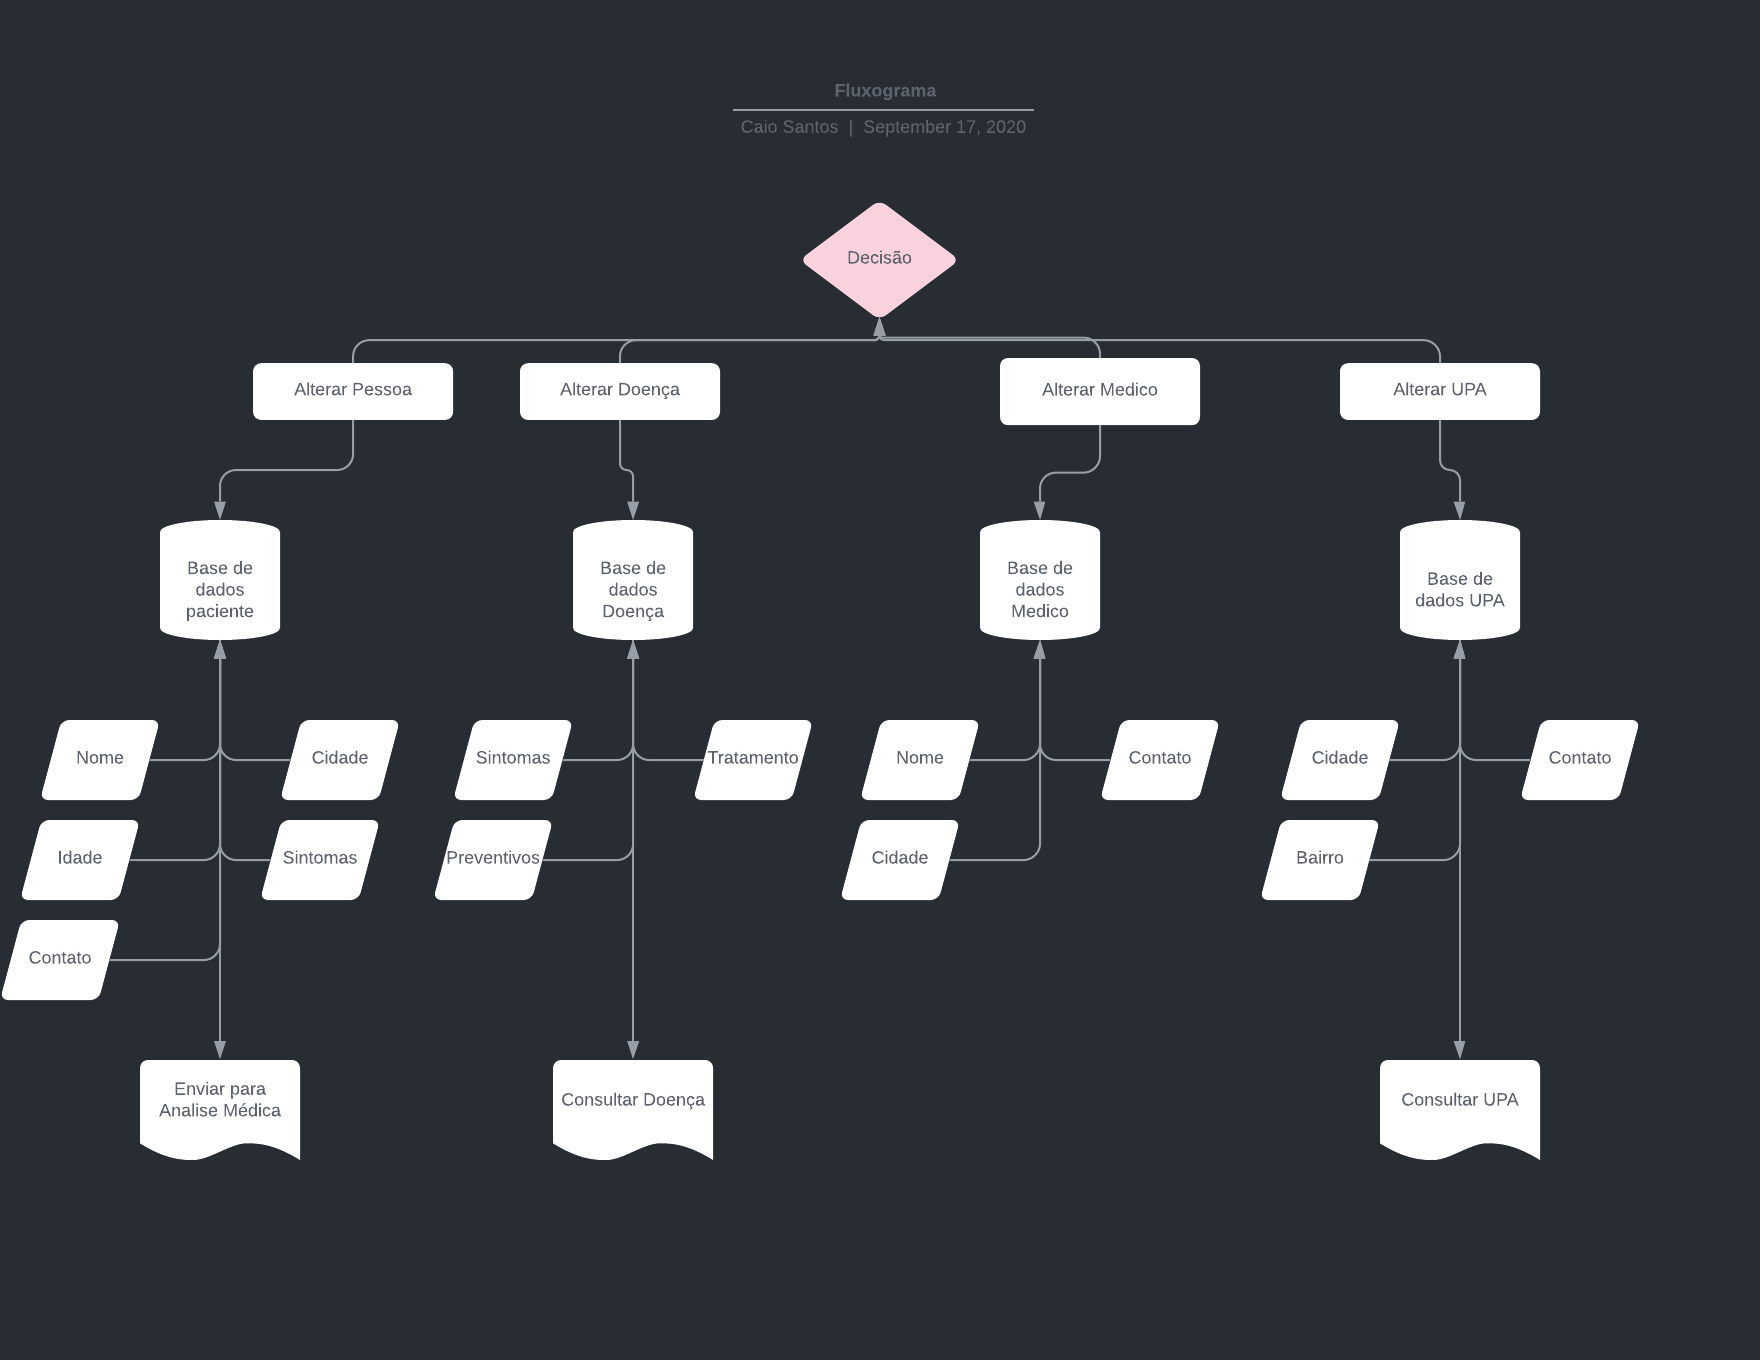 Fluxograma
Caio Santos | September 17, 2020
Decisão
Alterar Pessoa
Alterar Doença
Alterar Medico
Alterar UPA
Base de
dados
paciente
Base de
dados
Doença
Base de
dados
Medico
Base de
dados UPA
Nome
Cidade
Sintomas
Tratamento
Nome
Contato
Cidade
Contato
Idade
Sintomas
Preventivos
Cidade
Bairro
Contato
Enviar para
Analise Médica
Consultar Doença
Consultar UPA